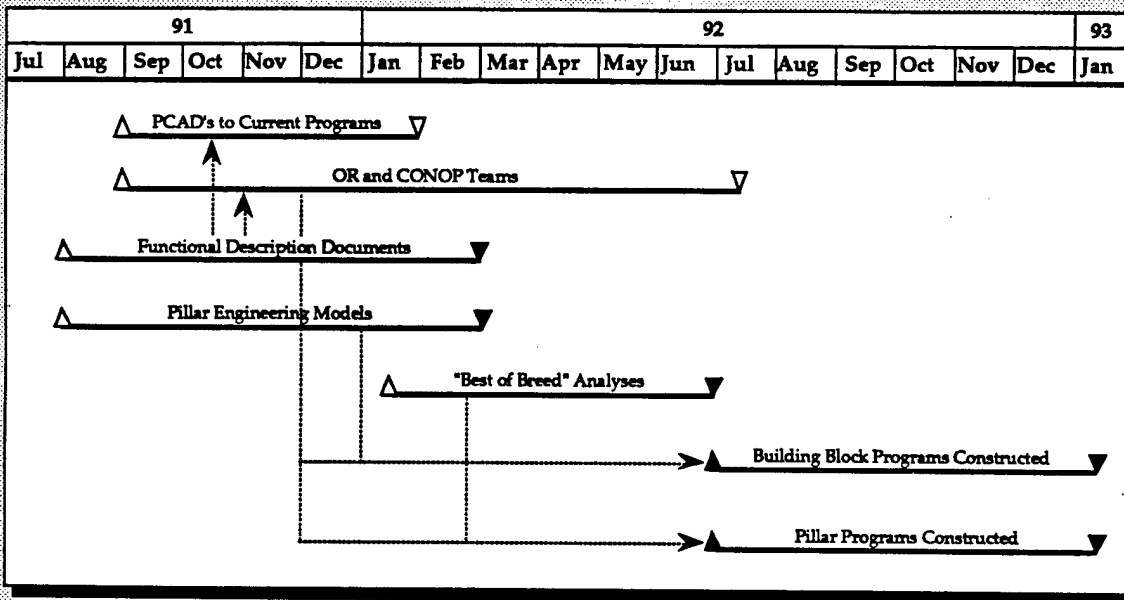 91 92 93
Jul Aug Sep Oct Nov Dec Jan Feb Mar Apr May Jun Jul Aug Sep Oct Nov Dec Jan
PCAD's to Current Programs
OR and CONOP Teams
Functional Description Documents
Pillar Engineering Models
"Best of Breed" Analyses
Building Block Programs Constructed
Pillar Programs Constructed